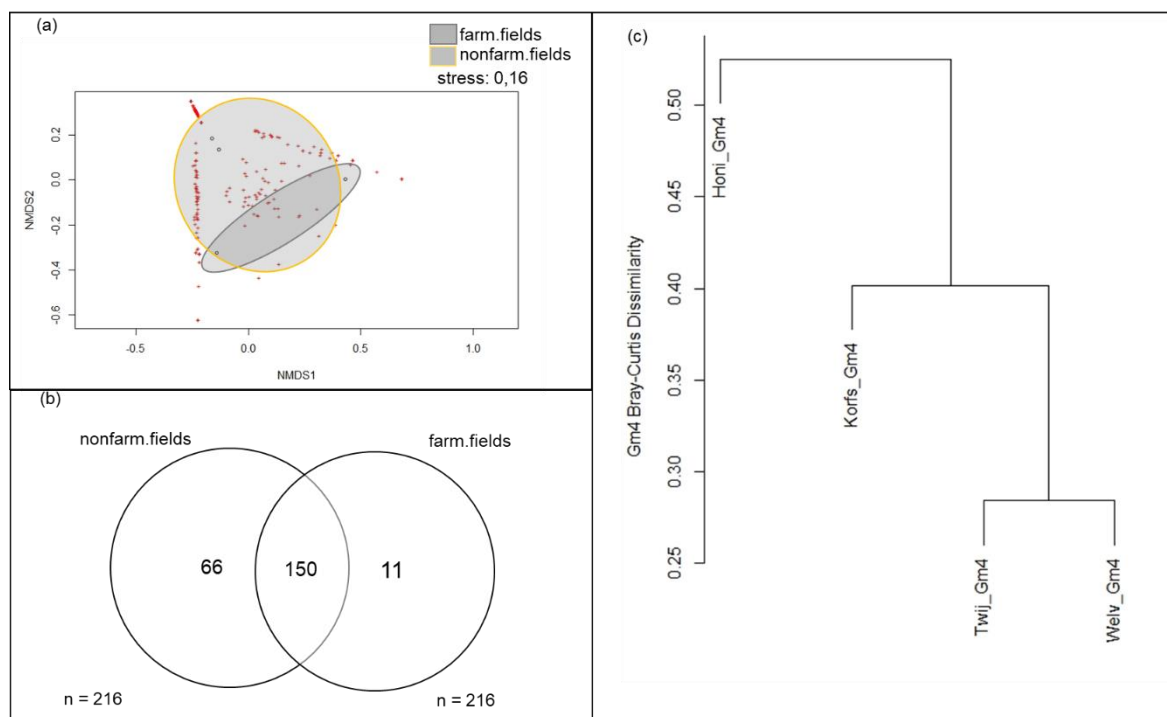 (a)
farm.fields
nonfarm.fields
stress: 0,16
NMDS2
0.2
0.0
-0.2
-0.4
-0.6
-0.5
0.0
0.5
1.0
NMDS1
(b)
nonfarm.fields
farm.fields
66
150
11
n = 216
n = 216
(c)
Gm4 Bray-Curtis Dissimilarity
0.50
0.45
0.40
0.35
0.30
0.25
Honi_Gm4
Korfs_Gm4
Twij_Gm4
Welv_Gm4